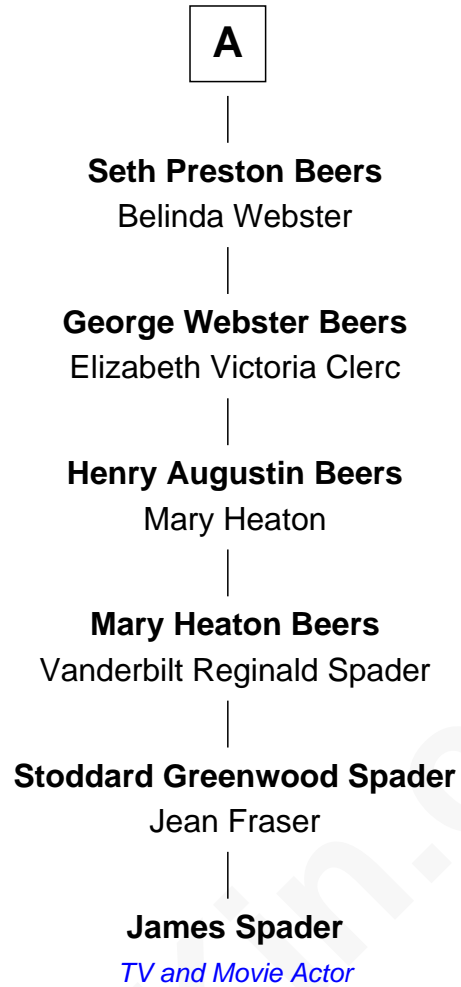 A
Seth Preston Beers
Belinda Webster
George Webster Beers
Elizabeth Victoria Clerc
Henry Augustin Beers
Mary Heaton
Mary Heaton Beers
Vanderbilt Reginald Spader
Stoddard Greenwood Spader
Jean Fraser
James Spader
TV and Movie Actor